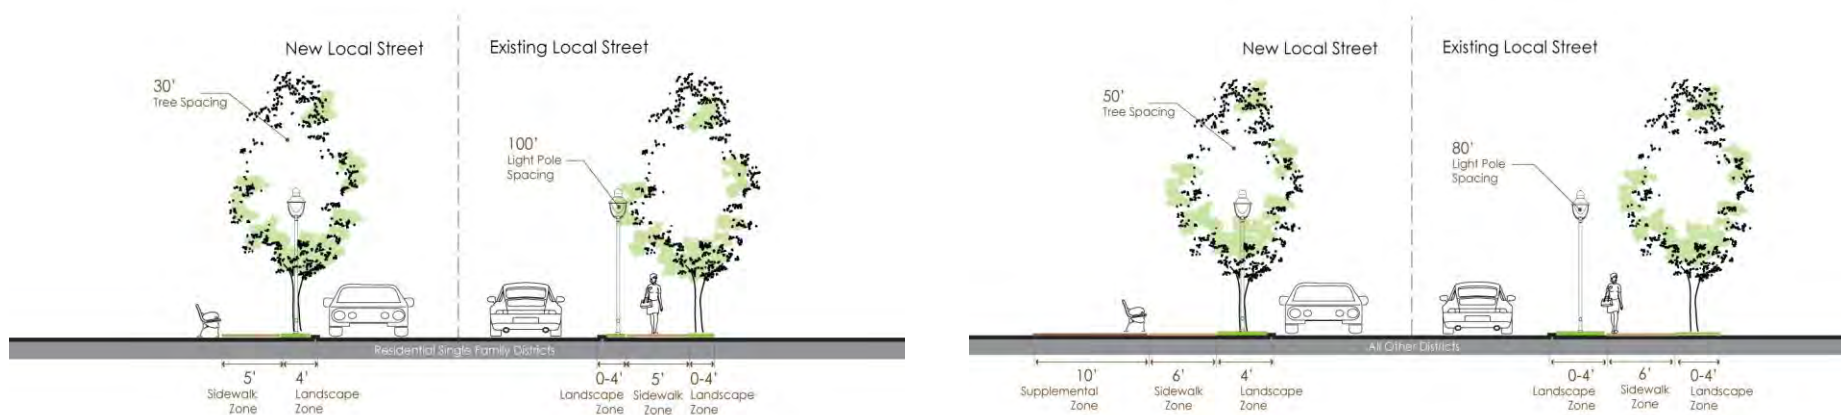 New Local Street
Existing Local Street
30'
Tree Spacing
100'
Light Pole
Spacing
Residential Single Family Districts
5'
Sidewalk
Zone
4'
Landscape
Zone
0-4'
Landscape
Zone
5'
Sidewalk
Zone
0-4'
Landscape
Zone
New Local Street
Existing Local Street
50'
Tree Spacing
80'
Light Pole
Spacing
All Other Districts
10'
Supplemental
Zone
6'
Sidewalk
Zone
4'
Landscape
Zone
0-4'
Landscape
Zone
6'
Sidewalk
Zone
0-4'
Landscape
Zone